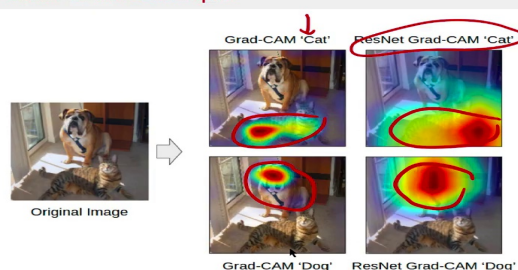 Grad-CAM 'Cat'
ResNet Grad-CAM 'Cat'
Original Image
Grad-CAM 'Dog'
ResNet Grad-CAM 'Dog'